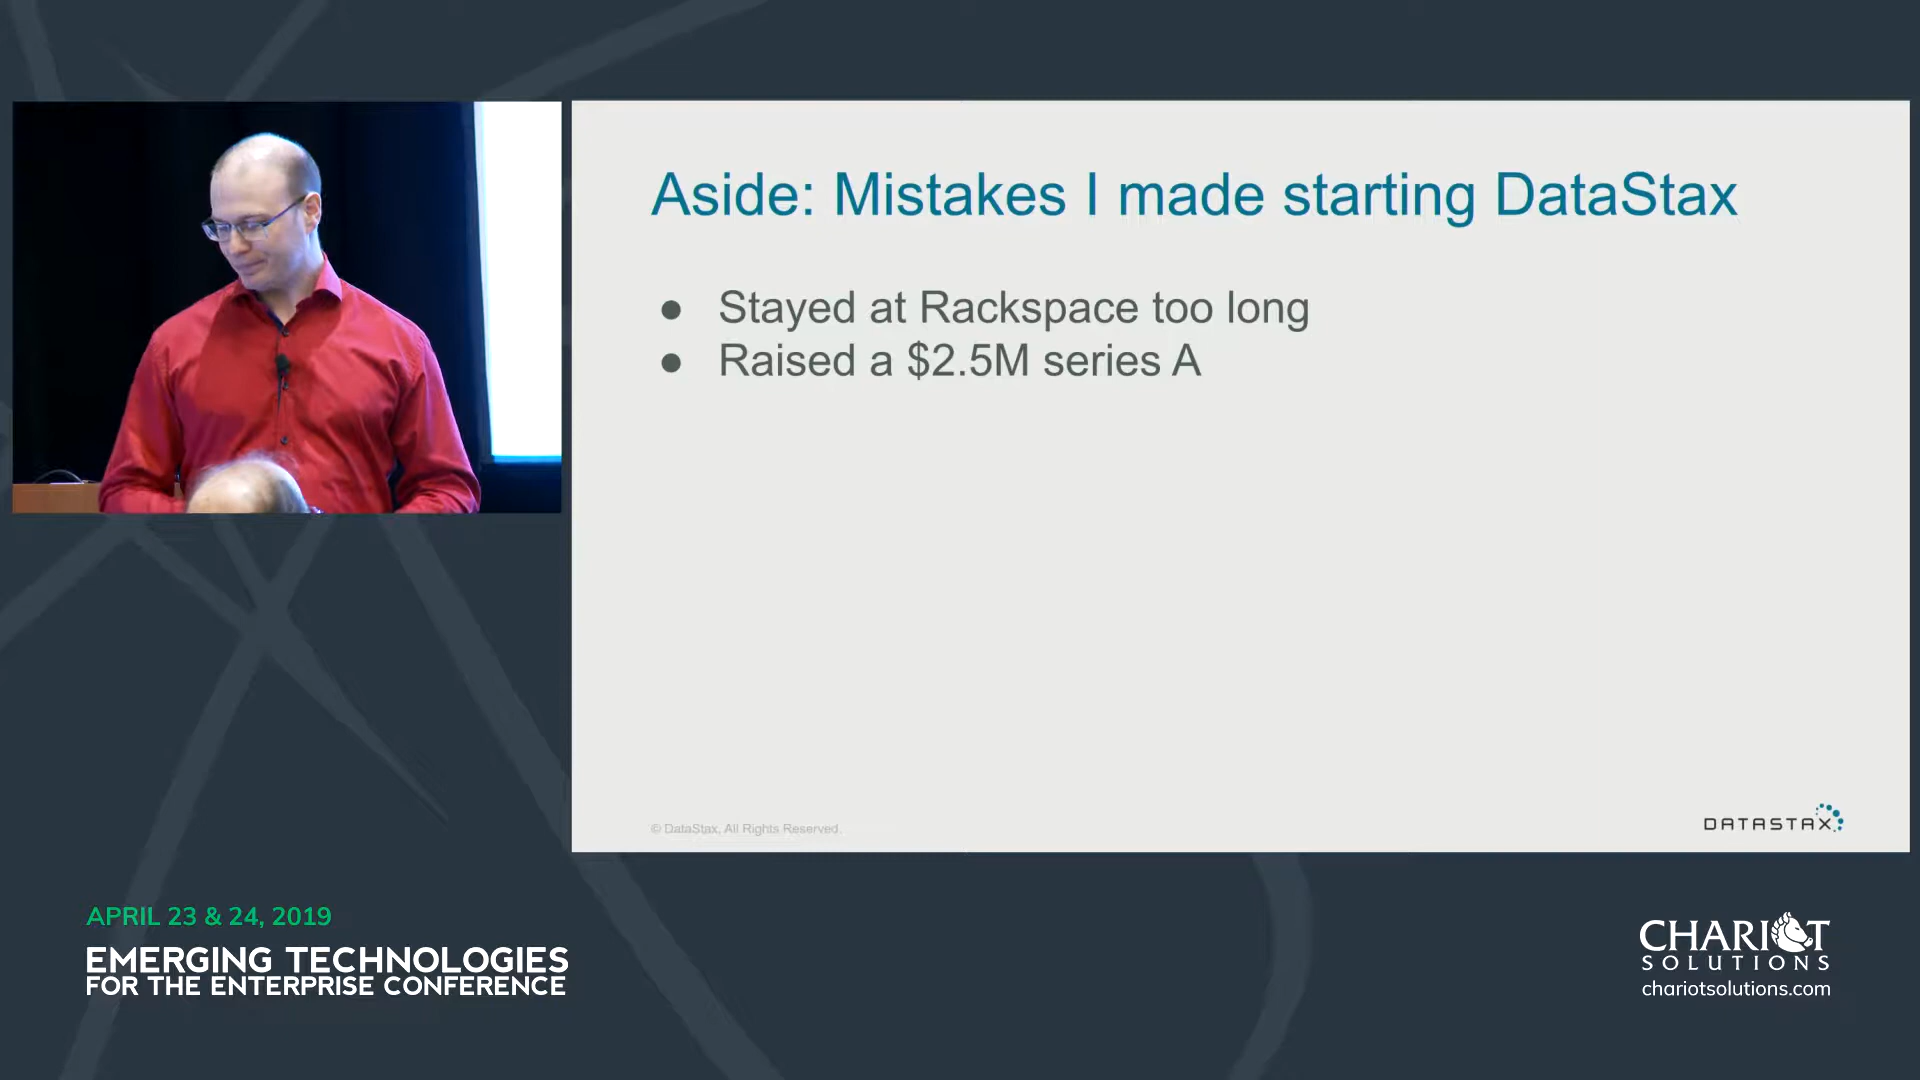 Aside: Mistakes I made starting DataStax
● Stayed at Rackspace too long
● Raised a $2.5M series A
© DataStax, All Rights Reserved.
DATASTAX
APRIL 23 & 24, 2019
EMERGING TECHNOLOGIES
FOR THE ENTERPRISE CONFERENCE
CHARIOT
SOLUTIONS
chariotsolutions.com